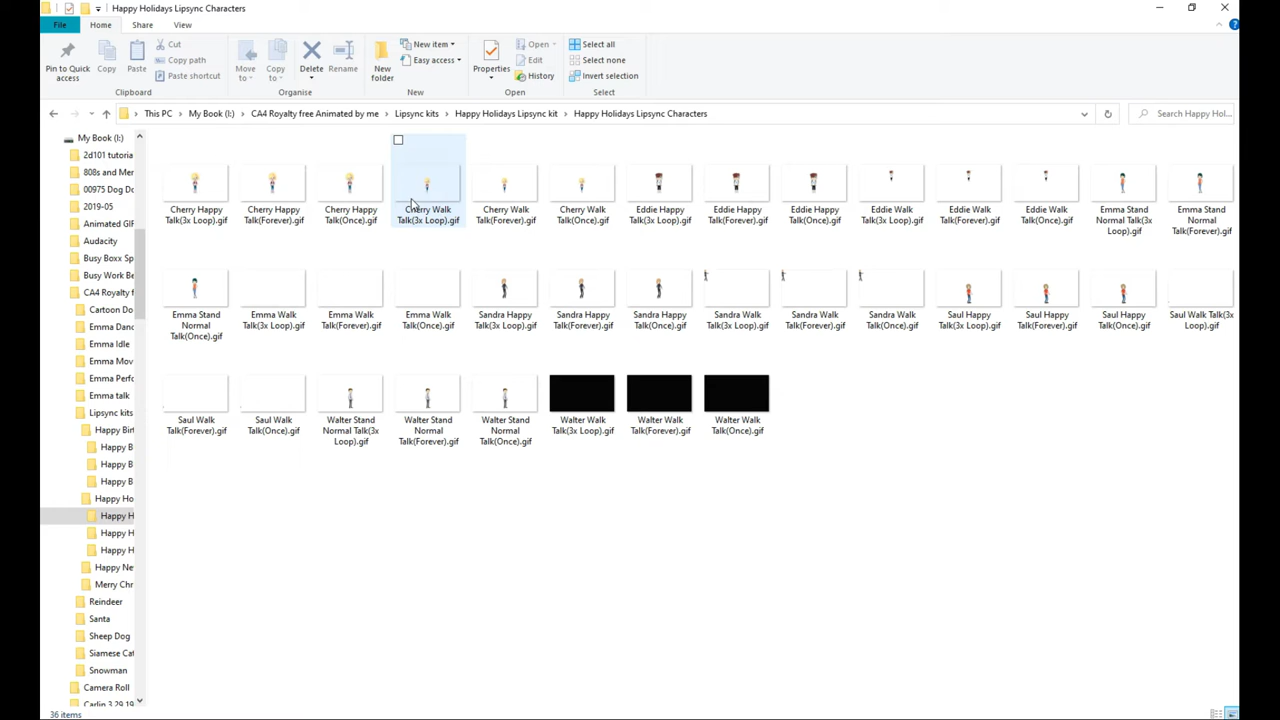 Happy Holidays Lipsync Characters
File Home Share View
Pin to Quick access
Copy
Paste
Cut
Copy path
Paste shortcut
Clipboard
Move to
Copy to
Delete
Rename
Organise
New folder
New item
Easy access
New
Properties
Open
Edit
History
Open
Select all
Select none
Invert selection
Select
This PC > My Book (I:) > CA4 Royalty free Animated by me > Lipsync kits > Happy Holidays Lipsync kit > Happy Holidays Lipsync Characters
Search Happy Hol...
My Book (I:)
2d101 tutoria
808s and Mer
00975 Dog Do
2019-05
Animated GIF
Audacity
Busy Boxx Sp
Busy Work Be
CA4 Royalty f
Cartoon Do
Emma Danc
Emma Idle
Emma Mov
Emma Perfo
Emma talk
Lipsync kits
Happy Birt
Happy B
Happy B
Happy B
Happy Ho
Happy H
Happy H
Happy H
Happy Ne
Merry Chr
Reindeer
Santa
Sheep Dog
Siamese Cat
Snowman
Camera Roll
Carlin 3.29.19
Cherry Happy Talk(3x Loop).gif
Cherry Happy Talk(Forever).gif
Cherry Happy Talk(Once).gif
Cherry Walk Talk(3x Loop).gif
Cherry Walk Talk(Forever).gif
Cherry Walk Talk(Once).gif
Eddie Happy Talk(3x Loop).gif
Eddie Happy Talk(Forever).gif
Eddie Happy Talk(Once).gif
Eddie Walk Talk(3x Loop).gif
Eddie Walk Talk(Forever).gif
Eddie Walk Talk(Once).gif
Emma Stand Normal Talk(3x Loop).gif
Emma Stand Normal Talk(Forever).gif
Emma Stand Normal Talk(Once).gif
Emma Walk Talk(3x Loop).gif
Emma Walk Talk(Forever).gif
Emma Walk Talk(Once).gif
Sandra Happy Talk(3x Loop).gif
Sandra Happy Talk(Forever).gif
Sandra Happy Talk(Once).gif
Sandra Walk Talk(3x Loop).gif
Sandra Walk Talk(Forever).gif
Sandra Walk Talk(Once).gif
Saul Happy Talk(3x Loop).gif
Saul Happy Talk(Forever).gif
Saul Happy Talk(Once).gif
Saul Walk Talk(3x Loop).gif
Saul Walk Talk(Forever).gif
Saul Walk Talk(Once).gif
Walter Stand Normal Talk(3x Loop).gif
Walter Stand Normal Talk(Forever).gif
Walter Stand Normal Talk(Once).gif
Walter Walk Talk(3x Loop).gif
Walter Walk Talk(Forever).gif
Walter Walk Talk(Once).gif
36 items